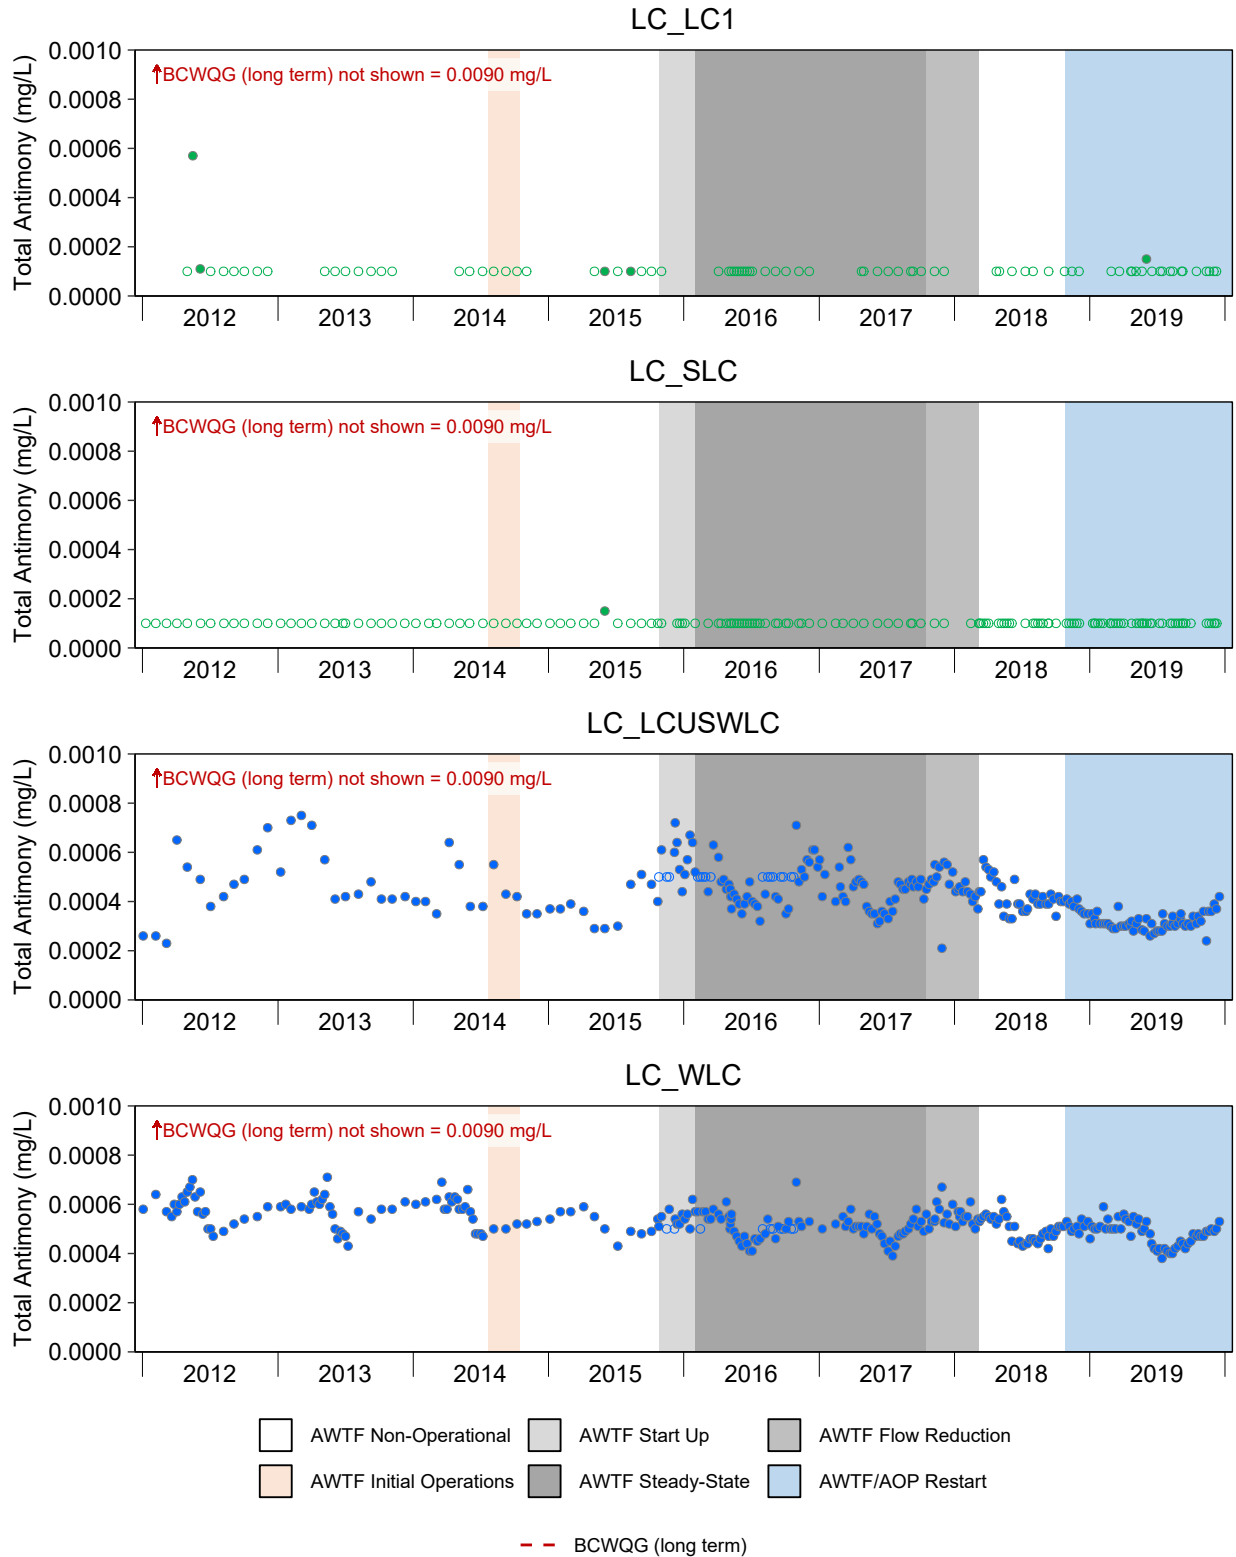 LC_LC1
Total Antimony (mg/L)
0.0010
0.0008
0.0006
0.0004
0.0002
0.0000
BCWQG (long term) not shown = 0.0090 mg/L
2012 2013 2014 2015 2016 2017 2018 2019
LC_SLC
Total Antimony (mg/L)
0.0010
0.0008
0.0006
0.0004
0.0002
0.0000
BCWQG (long term) not shown = 0.0090 mg/L
2012 2013 2014 2015 2016 2017 2018 2019
LC_LCUSWLC
Total Antimony (mg/L)
0.0010
0.0008
0.0006
0.0004
0.0002
0.0000
BCWQG (long term) not shown = 0.0090 mg/L
2012 2013 2014 2015 2016 2017 2018 2019
LC_WLC
Total Antimony (mg/L)
0.0010
0.0008
0.0006
0.0004
0.0002
0.0000
BCWQG (long term) not shown = 0.0090 mg/L
2012 2013 2014 2015 2016 2017 2018 2019
AWTF Non-Operational AWTF Start Up AWTF Flow Reduction
AWTF Initial Operations AWTF Steady-State AWTF/AOP Restart
BCWQG (long term)